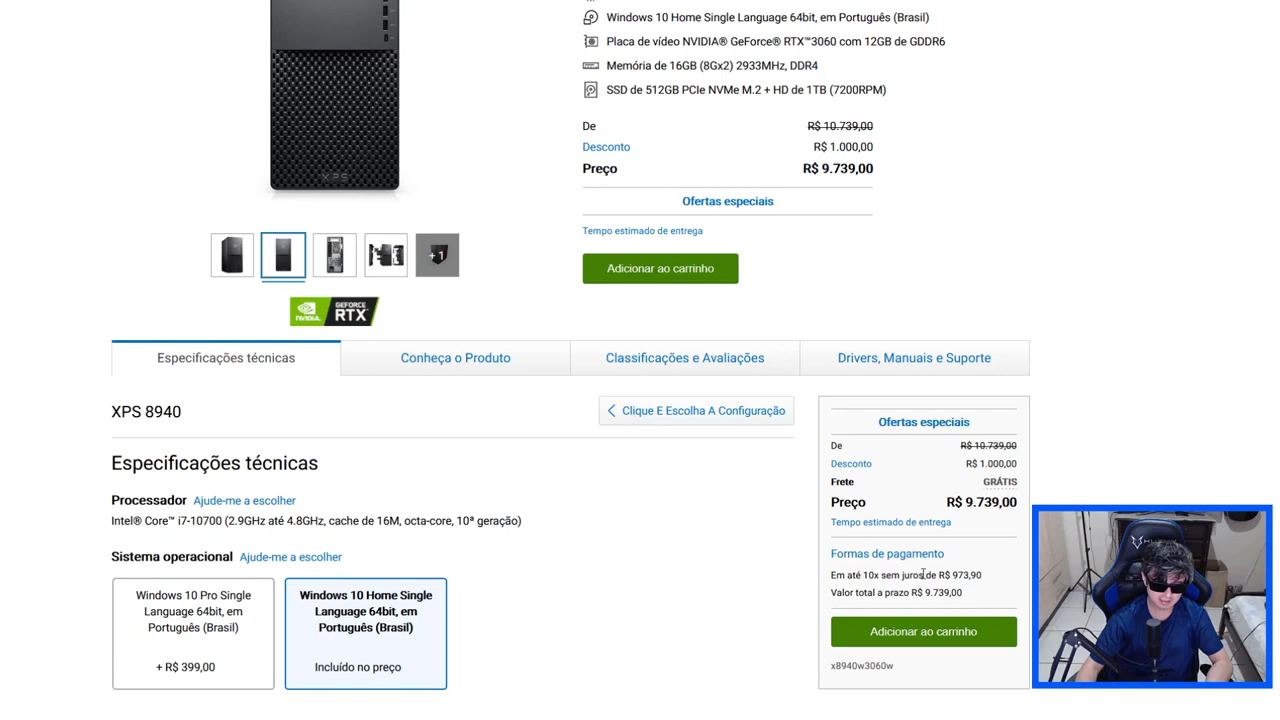 Windows 10 Home Single Language 64bit, em Português (Brasil)
Placa de vídeo NVIDIA® GeForce® RTX™3060 com 12GB de GDDR6
Memória de 16GB (8Gx2) 2933MHz, DDR4
SSD de 512GB PCIe NVMe M.2 + HD de 1TB (7200RPM)
De R$ 10.739,00
Desconto R$ 1.000,00
Preço R$ 9.739,00
Ofertas especiais
Tempo estimado de entrega
Adicionar ao carrinho
XPS
+1
NVIDIA. GEFORCE RTX
Especificações técnicas
Conheça o Produto
Classificações e Avaliações
Drivers, Manuais e Suporte
XPS 8940
Clique E Escolha A Configuração
Especificações técnicas
Processador Ajude-me a escolher
Intel® Core™ i7-10700 (2.9GHz até 4.8GHz, cache de 16M, octa-core, 10ª geração)
Sistema operacional Ajude-me a escolher
Windows 10 Pro Single
Language 64bit, em
Português (Brasil)
+ R$ 399,00
Windows 10 Home Single
Language 64bit, em
Português (Brasil)
Incluído no preço
Ofertas especiais
De R$ 10.739,00
Desconto R$ 1.000,00
Frete GRÁTIS
Preço R$ 9.739,00
Tempo estimado de entrega
Formas de pagamento
Em até 10x sem juros de R$ 973,90
Valor total a prazo R$ 9.739,00
Adicionar ao carrinho
x8940w3060w